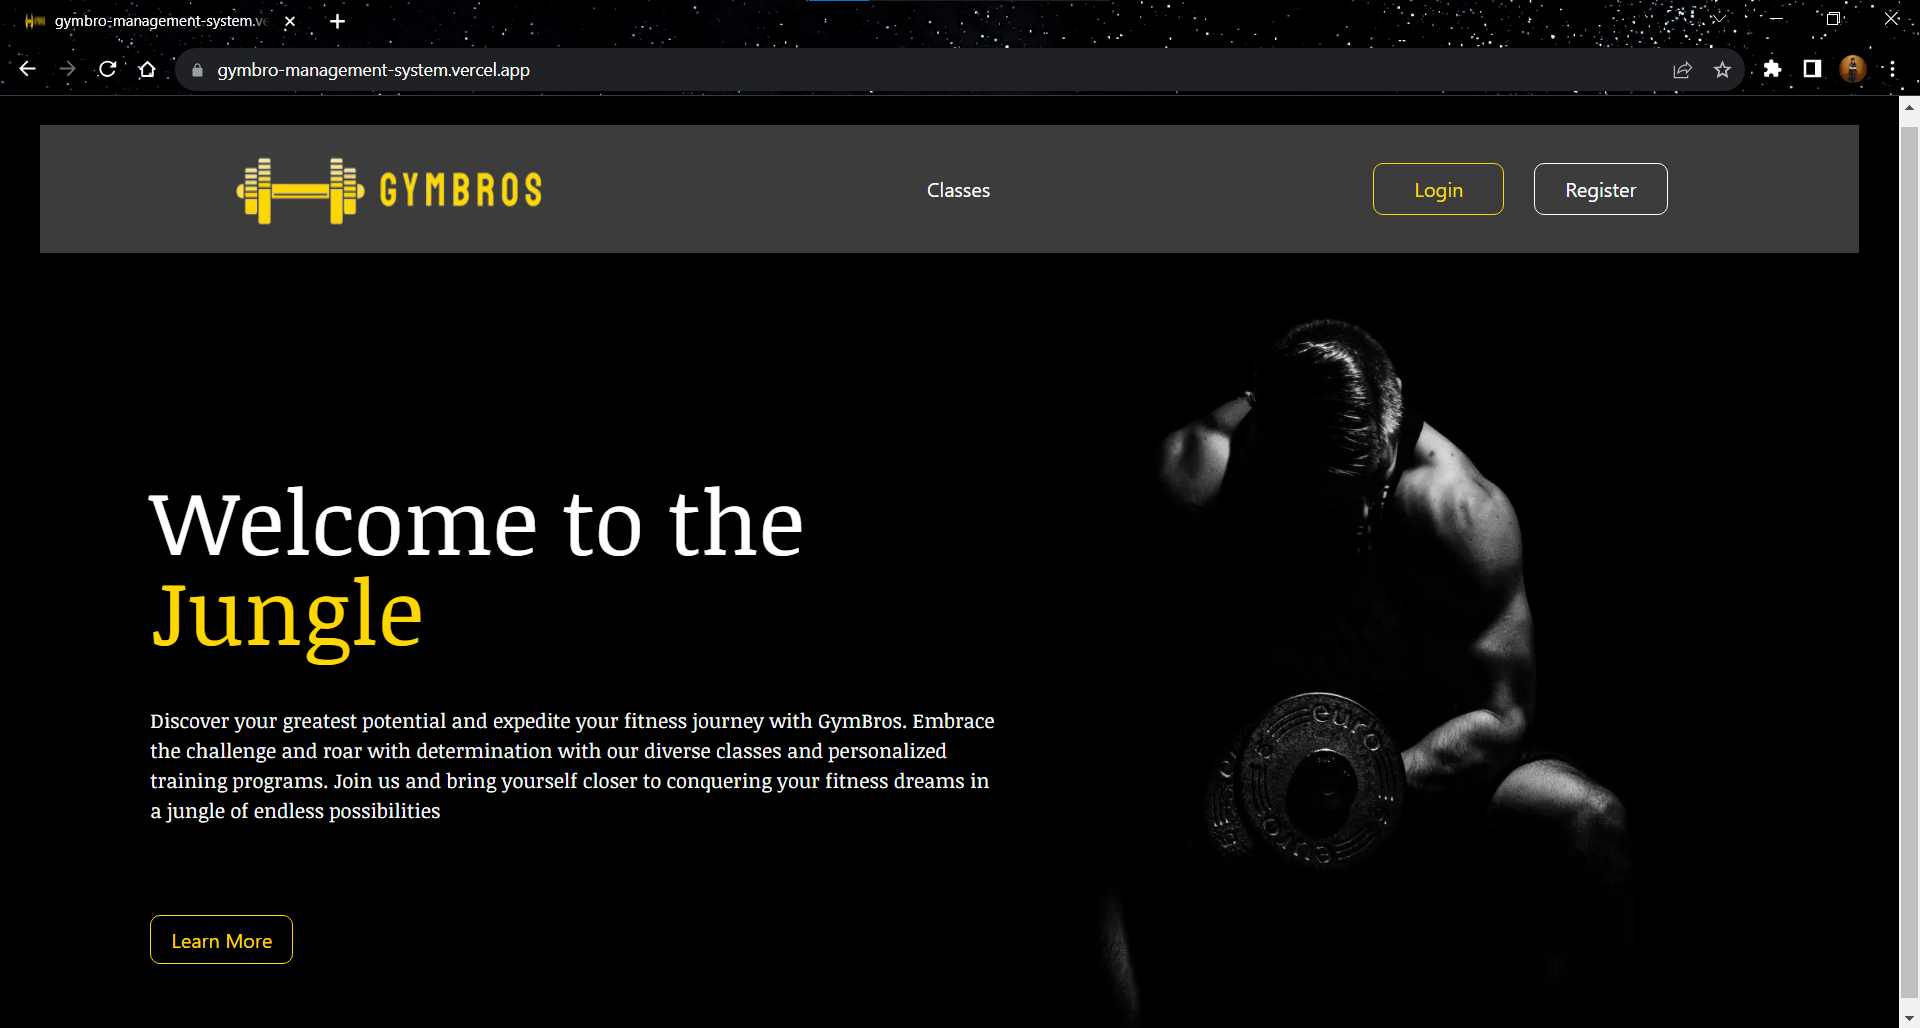 gymbro-management-system.ve
gymbro-management-system.vercel.app
GYMBROS
Classes
Login
Register
Welcome to the
Jungle
Discover your greatest potential and expedite your fitness journey with GymBros. Embrace
the challenge and roar with determination with our diverse classes and personalized
training programs. Join us and bring yourself closer to conquering your fitness dreams in
a jungle of endless possibilities
Learn More
euro
euro